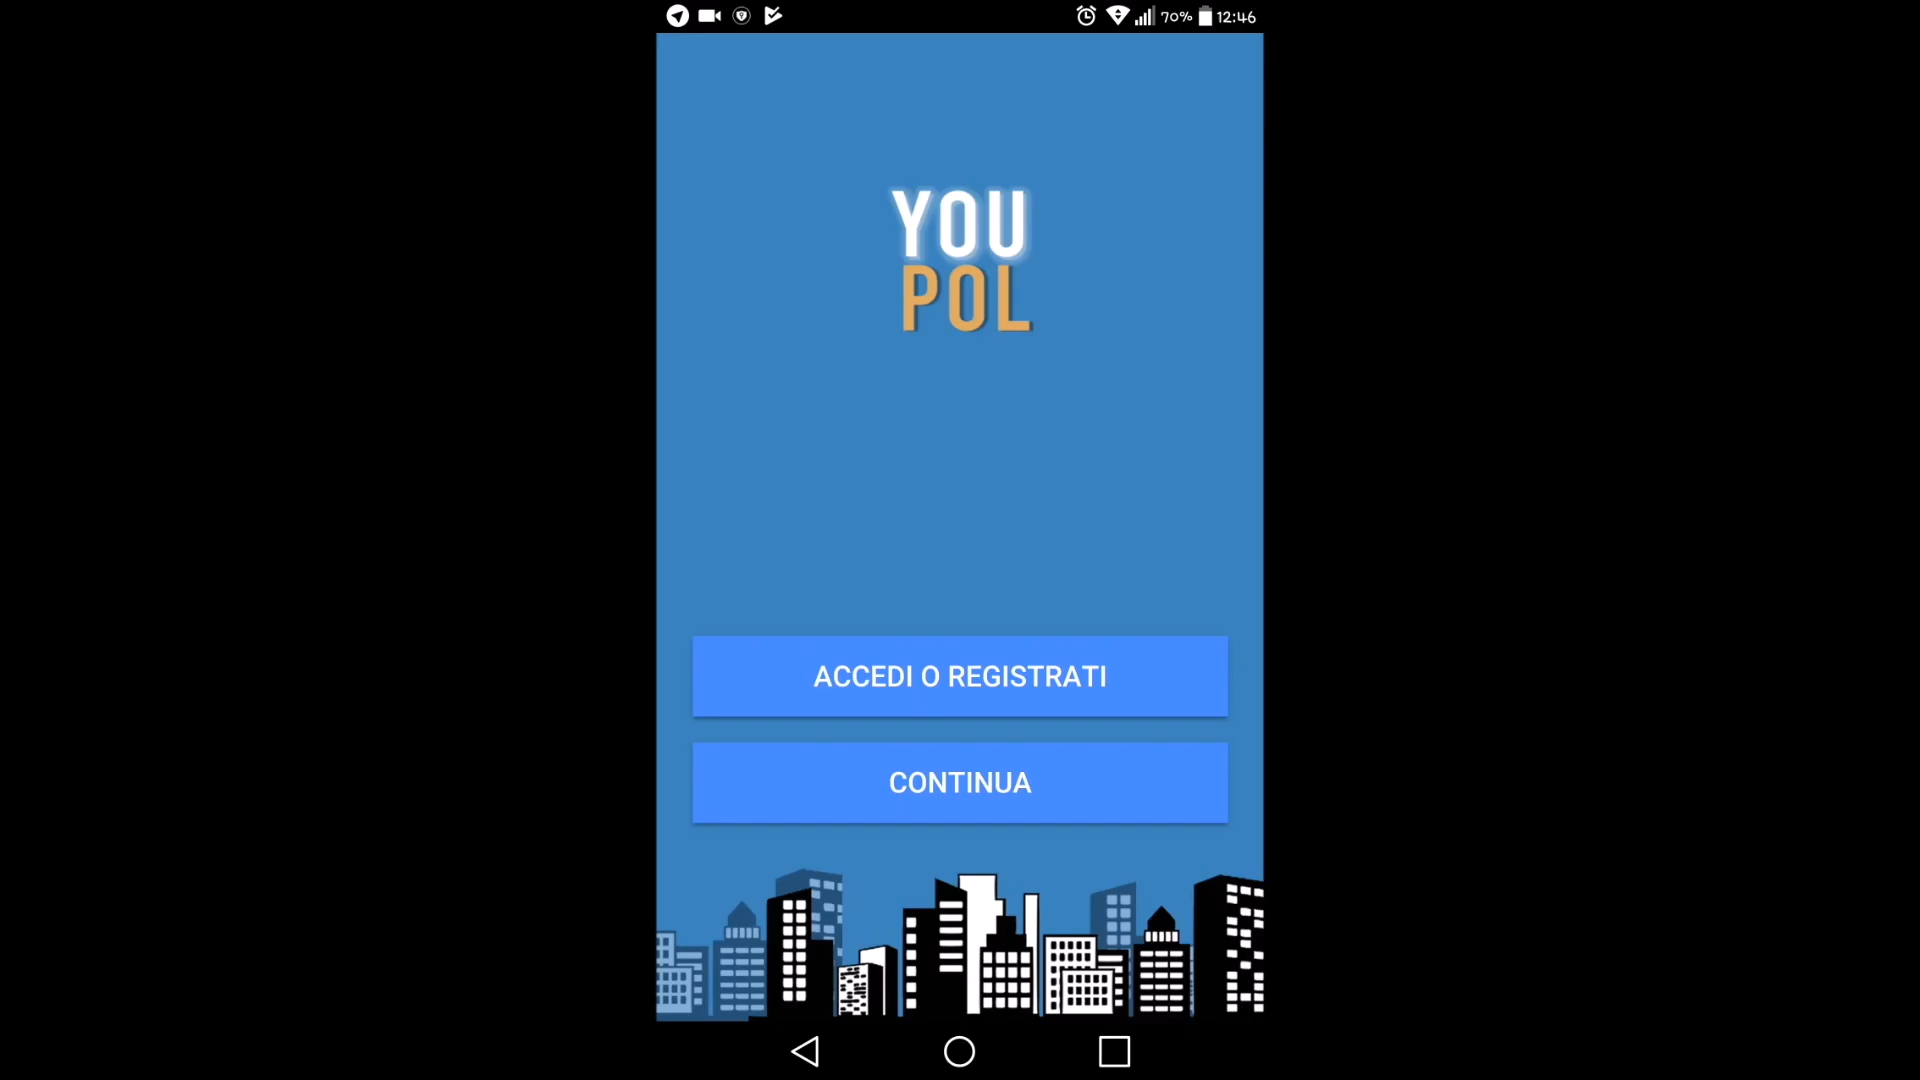 70% 12:46
YOU
POL
ACCEDI O REGISTRATI
CONTINUA